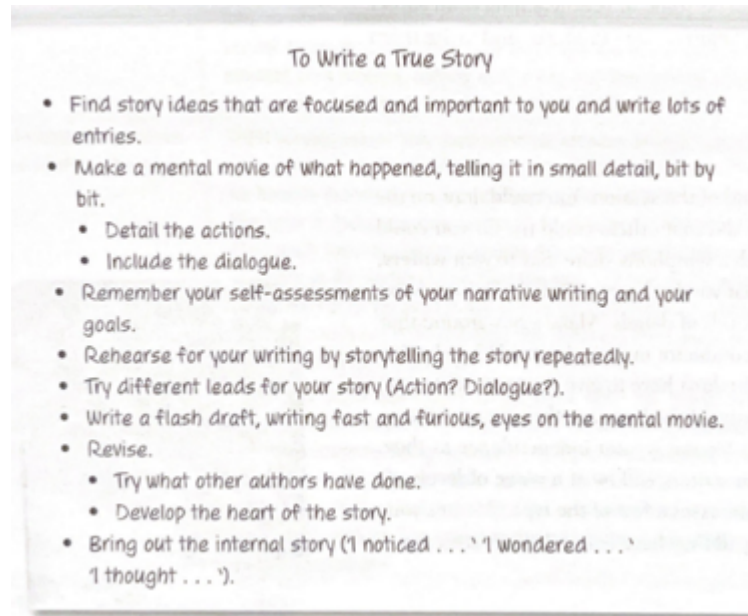 To Write a True Story
• Find story ideas that are focused and important to you and write lots of
entries.
• Make a mental movie of what happened, telling it in small detail, bit by
bit.
• Detail the actions.
• Include the dialogue.
• Remember your self-assessments of your narrative writing and your
goals.
• Rehearse for your writing by storytelling the story repeatedly.
• Try different leads for your story (Action? Dialogue?).
• Write a flash draft, writing fast and furious, eyes on the mental movie.
• Revise.
• Try what other authors have done.
• Develop the heart of the story.
• Bring out the internal story ('I noticed . . .' 'I wondered . . .'
'I thought . . . ').